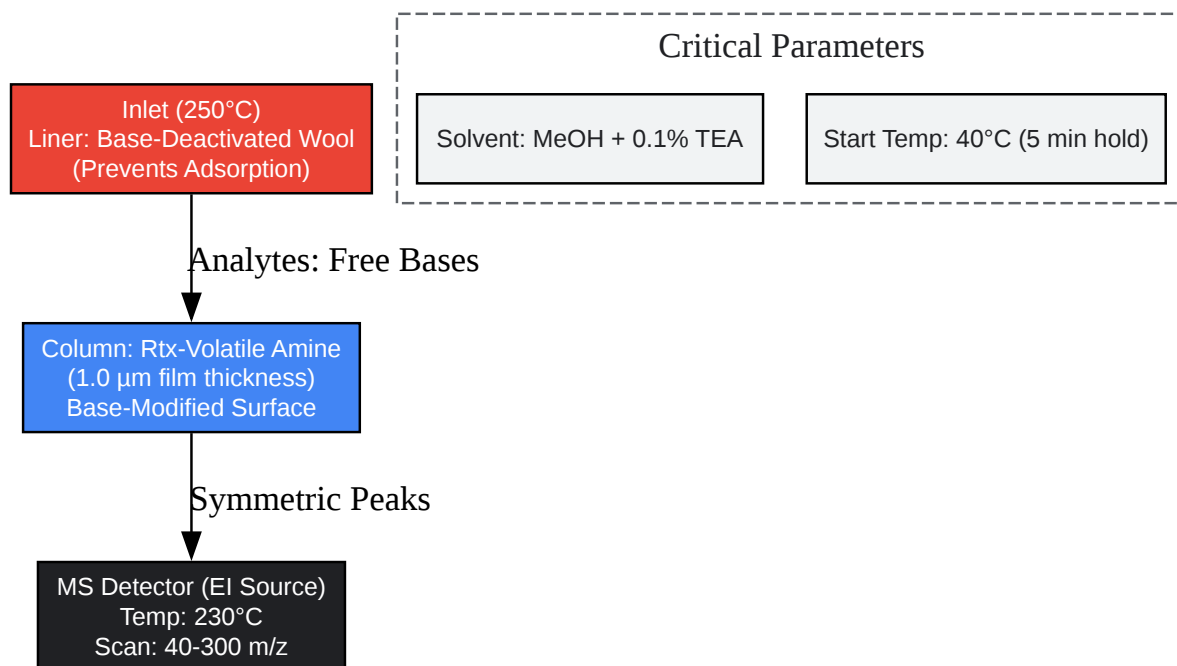 Critical Parameters
Inlet (250°C)
Liner: Base-Deactivated Wool
(Prevents Adsorption)
Solvent: MeOH + 0.1% TEA
Start Temp: 40°C (5 min hold)
Analytes: Free Bases
Column: Rtx-Volatile Amine
(1.0 µm film thickness)
Base-Modified Surface
Symmetric Peaks
MS Detector (EI Source)
Temp: 230°C
Scan: 40-300 m/z